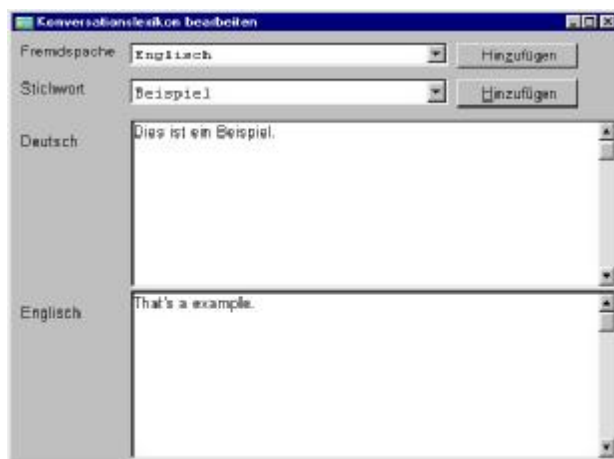 Konversationslexikon bearbeiten
Fremdspache Englisch Hinzufügen
Stichwort Beispiel Hinzufügen
Deutsch Dies ist ein Beispiel.
Englisch That's a example.